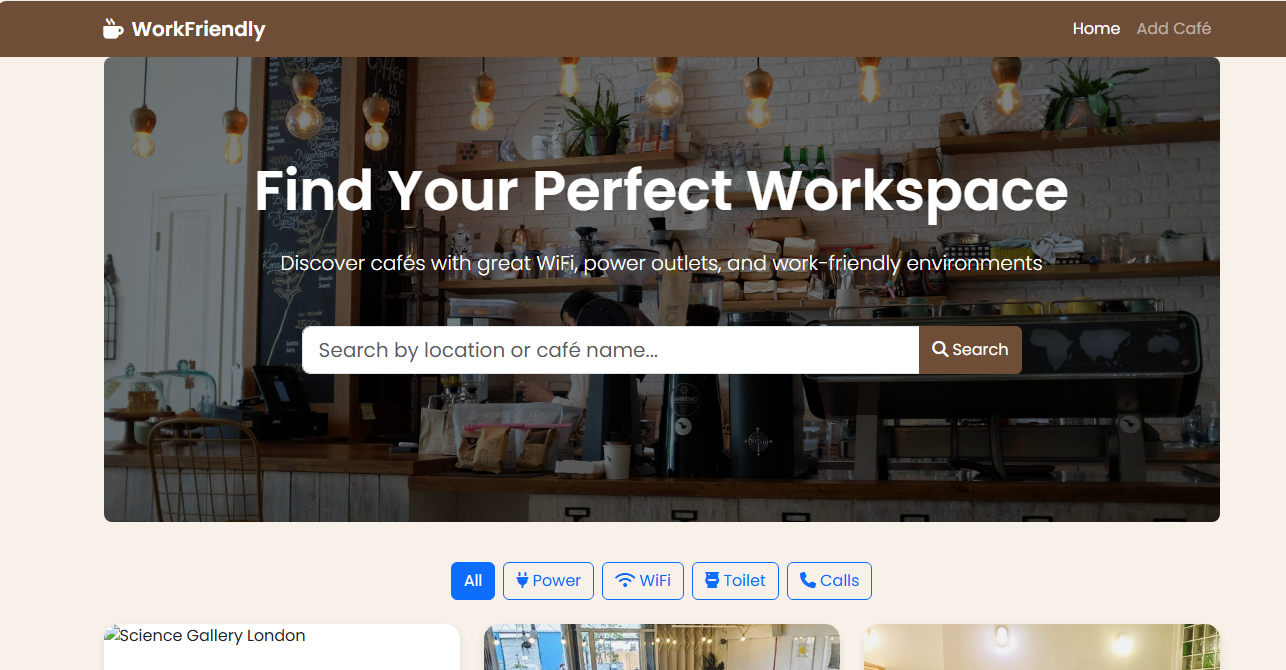 WorkFriendly
Home Add Café
Find Your Perfect Workspace
Discover cafés with great WiFi, power outlets, and work-friendly environments
Search by location or café name...
Search
All Power WiFi Toilet Calls
Science Gallery London